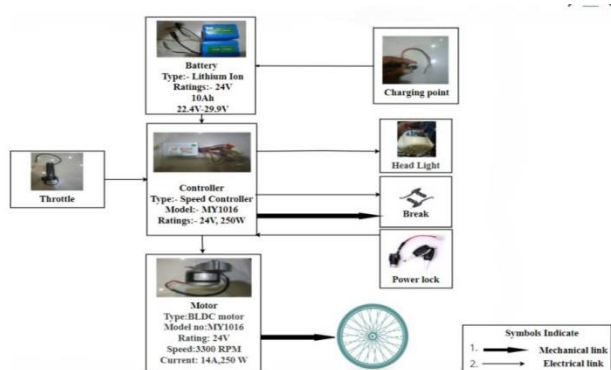 Battery
Type:- Lithium Ion
Ratings:- 24V
10Ah
22.4V-29.9V
Charging point
Throttle
Controller
Type:- Speed Controller
Model:- MY1016
Ratings:- 24V, 250W
Head Light
Break
Power lock
Motor
Type:BLDC motor
Model no:MY1016
Rating: 24V
Speed:3300 RPM
Current: 14A,250 W
Symbols Indicate
1. Mechanical link
2. Electrical link